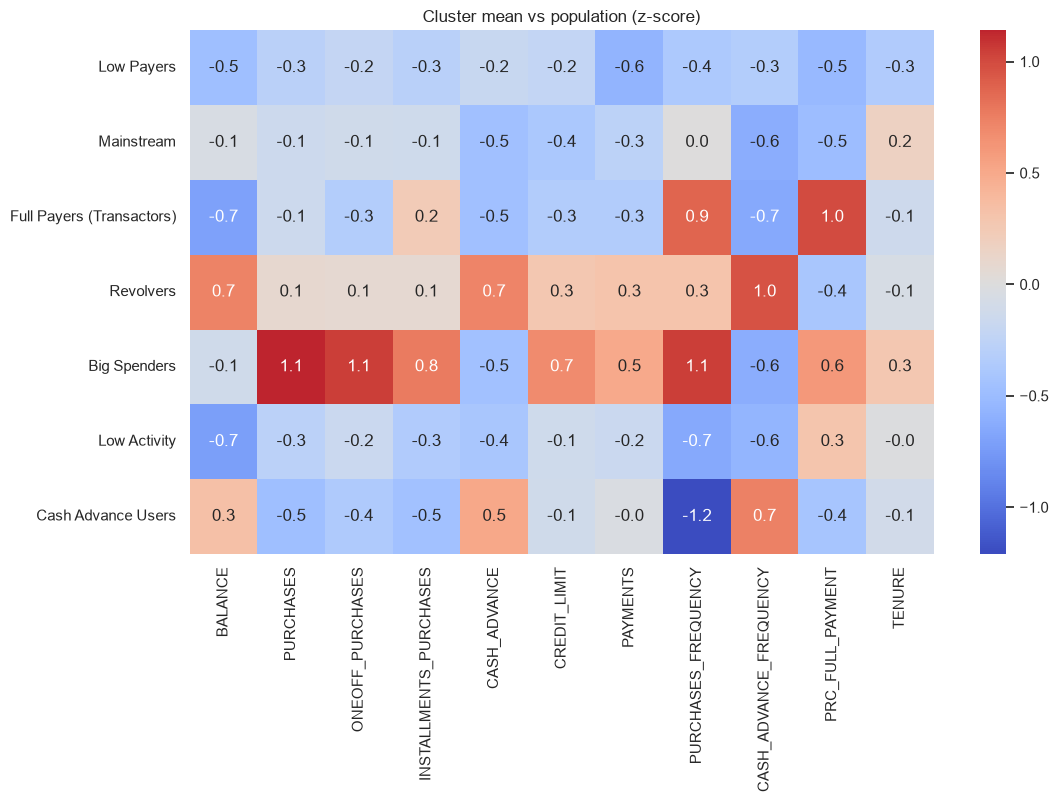 Cluster mean vs population (z-score)
Low Payers -0.5 -0.3 -0.2 -0.3 -0.2 -0.2 -0.6 -0.4 -0.3 -0.5 -0.3
Mainstream -0.1 -0.1 -0.1 -0.1 -0.5 -0.4 -0.3 0.0 -0.6 -0.5 0.2
Full Payers (Transactors) -0.7 -0.1 -0.3 0.2 -0.5 -0.3 -0.3 0.9 -0.7 1.0 -0.1
Revolvers 0.7 0.1 0.1 0.1 0.7 0.3 0.3 0.3 1.0 -0.4 -0.1
Big Spenders -0.1 1.1 1.1 0.8 -0.5 0.7 0.5 1.1 -0.6 0.6 0.3
Low Activity -0.7 -0.3 -0.2 -0.3 -0.4 -0.1 -0.2 -0.7 -0.6 0.3 -0.0
Cash Advance Users 0.3 -0.5 -0.4 -0.5 0.5 -0.1 -0.0 -1.2 0.7 -0.4 -0.1
BALANCE
PURCHASES
ONEOFF_PURCHASES
INSTALLMENTS_PURCHASES
CASH_ADVANCE
CREDIT_LIMIT
PAYMENTS
PURCHASES_FREQUENCY
CASH_ADVANCE_FREQUENCY
PRC_FULL_PAYMENT
TENURE
1.0
0.5
0.0
−0.5
−1.0